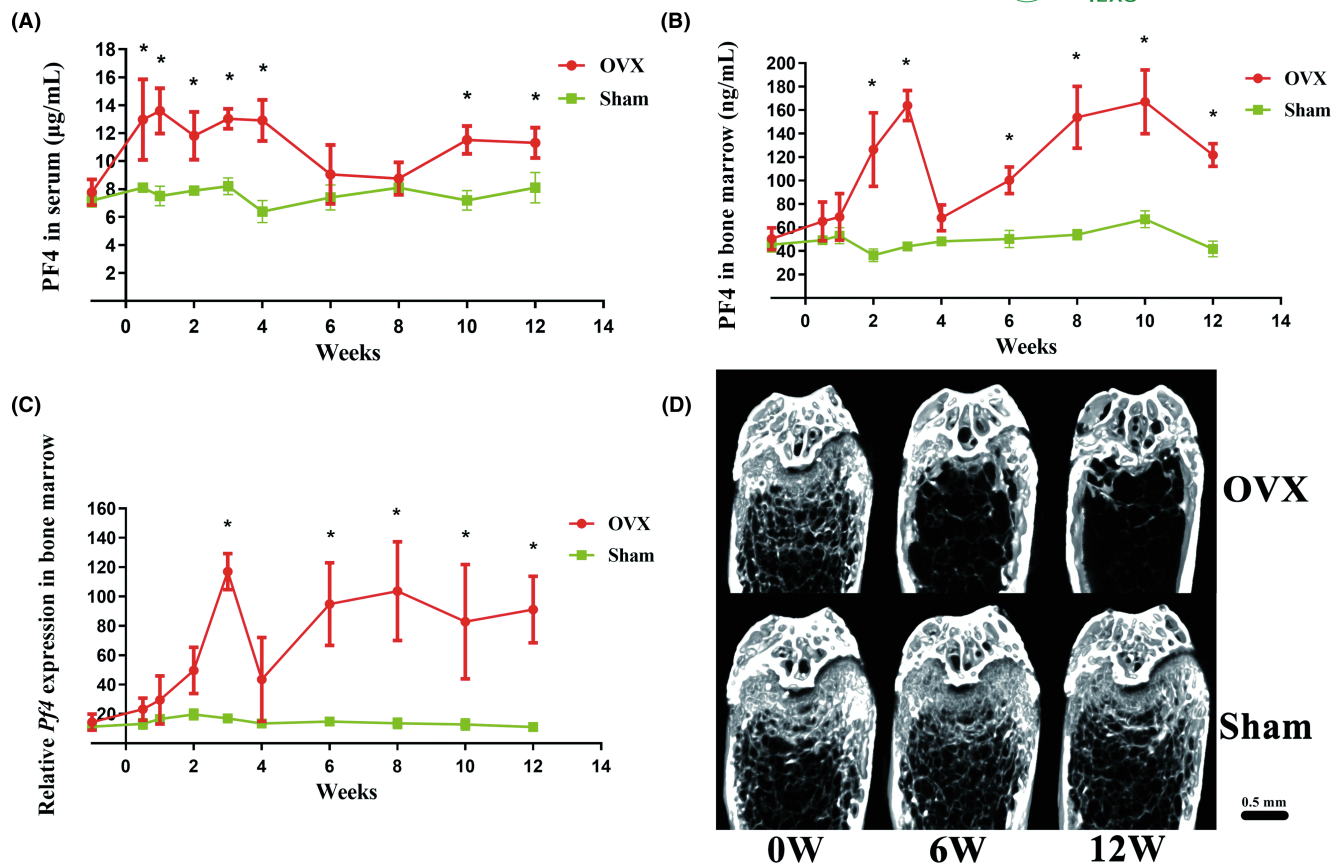 (A)
PF4 in serum (μg/mL)
18
16
14
12
10
8
6
4
2
* * * * * * *
OVX
Sham
0 2 4 6 8 10 12 14
Weeks
(B)
PF4 in bone marrow (ng/mL)
200
180
160
140
120
100
80
60
40
20
* * * * * *
OVX
Sham
0 2 4 6 8 10 12 14
Weeks
(C)
Relative Pf4 expression in bone marrow
160
140
120
100
80
60
40
20
* * * * * *
OVX
Sham
0 2 4 6 8 10 12 14
Weeks
(D)
OVX
Sham
0.5 mm
0W 6W 12W